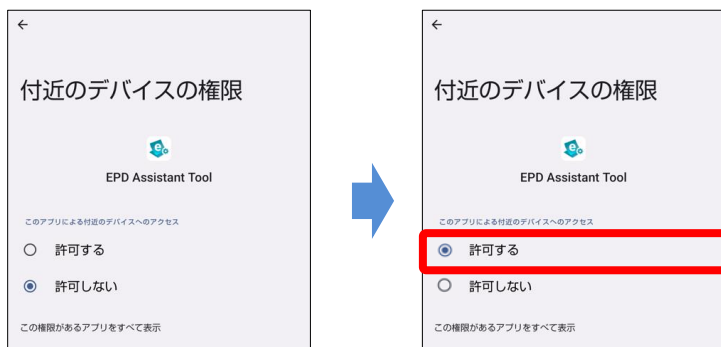 付近のデバイスの権限
EPD Assistant Tool
このアプリによる付近のデバイスへのアクセス
許可する
許可しない
この権限があるアプリをすべて表示
付近のデバイスの権限
EPD Assistant Tool
このアプリによる付近のデバイスへのアクセス
許可する
許可しない
この権限があるアプリをすべて表示